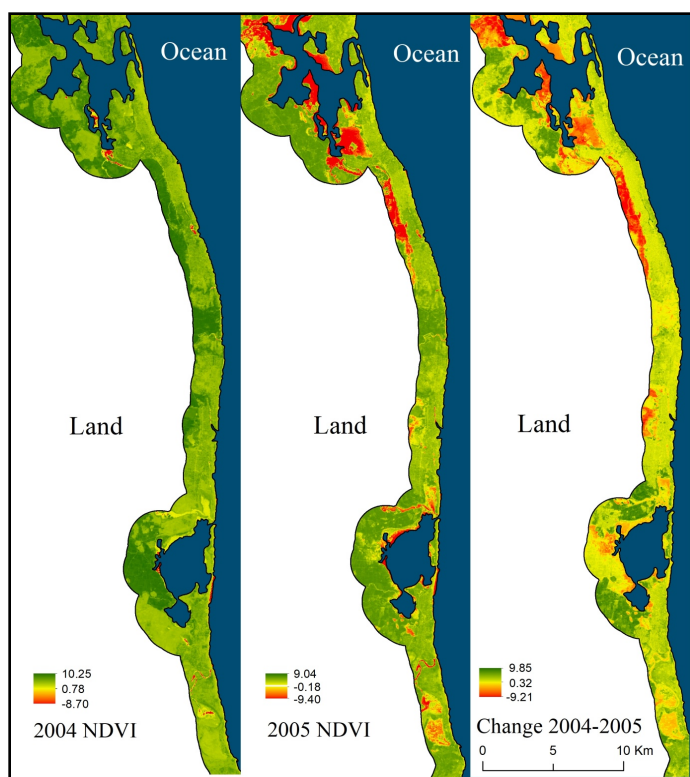 Ocean
Land
10.25
0.78
-8.70
2004 NDVI
Land
9.04
-0.18
-9.40
2005 NDVI
Ocean
Ocean
Land
9.85
0.32
-9.21
Change 2004-2005
0 5 10 Km